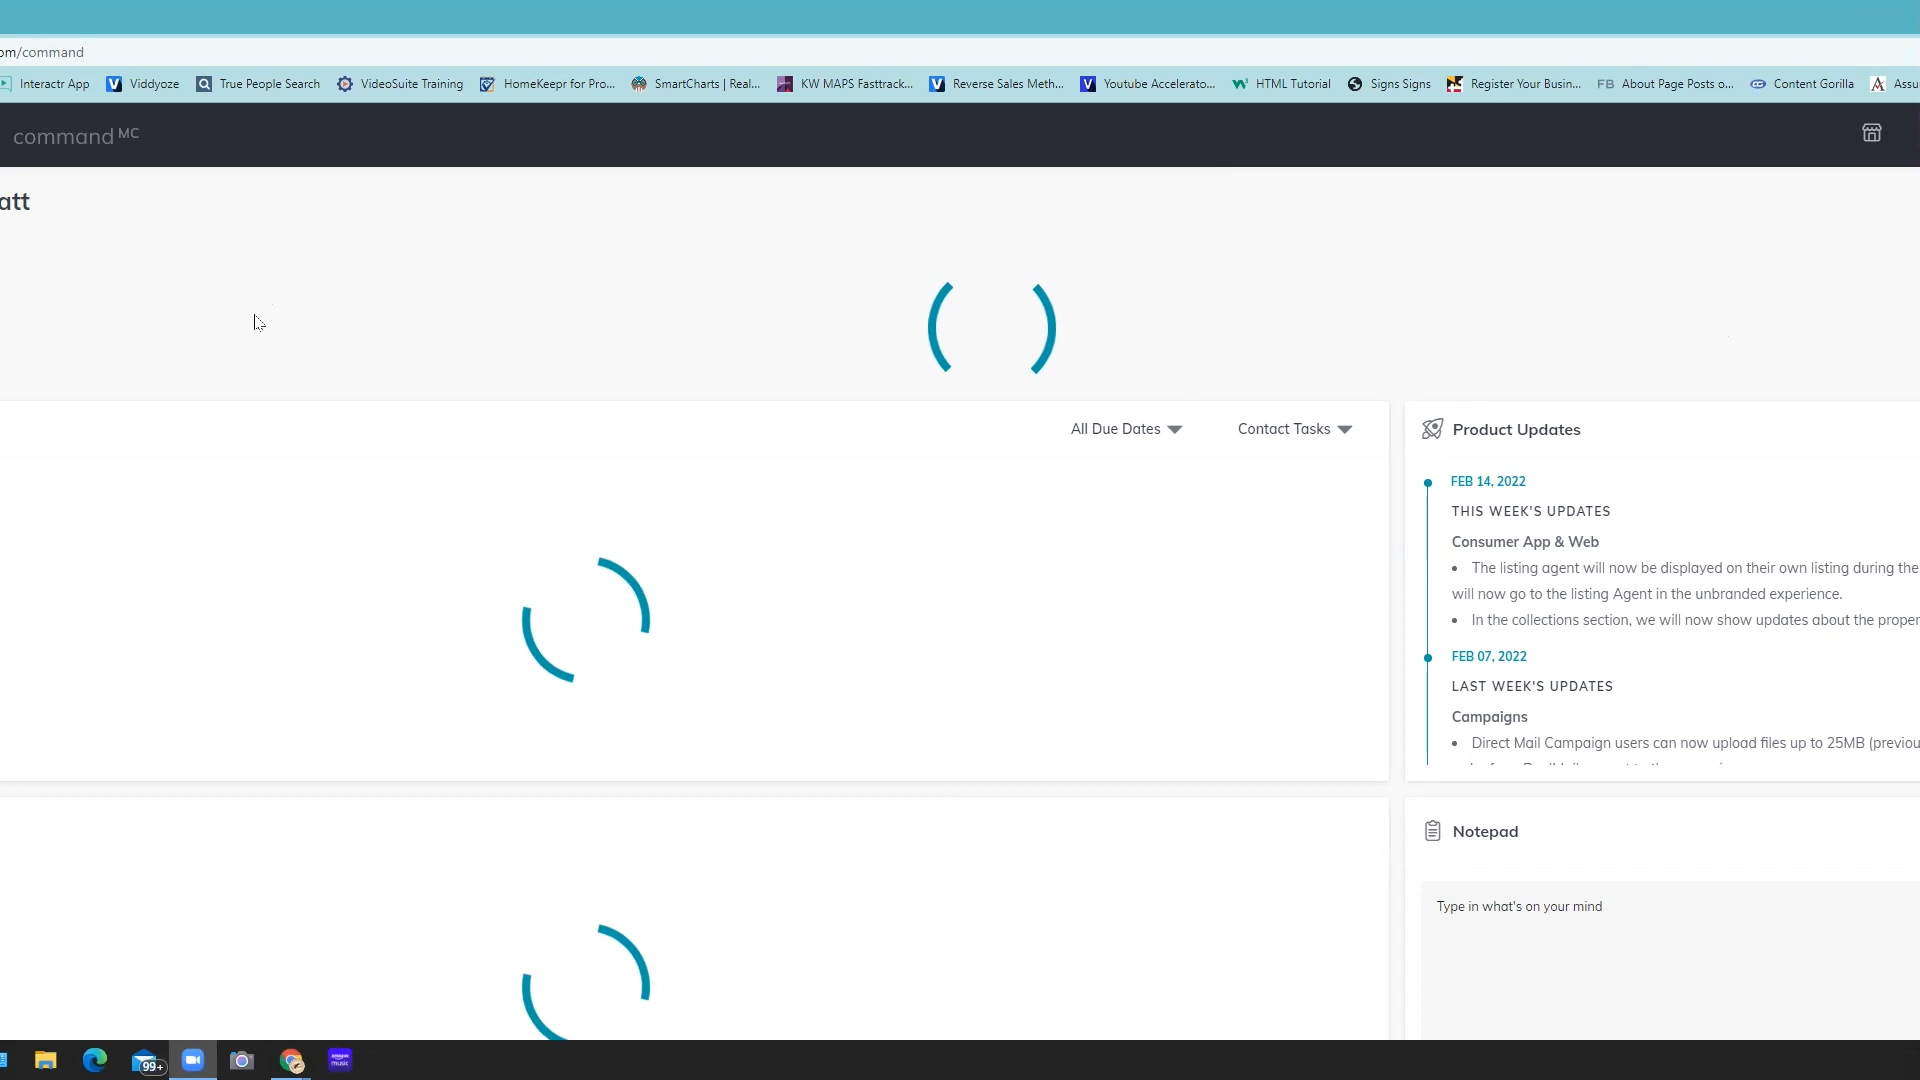 om/command
Interactr App Viddyoze True People Search VideoSuite Training HomeKeepr for Pro... SmartCharts | Real... KW MAPS Fasttrack... Reverse Sales Meth... Youtube Accelerato... HTML Tutorial Signs Signs Register Your Busin... FB About Page Posts o... Content Gorilla Assu
command MC
att
All Due Dates Contact Tasks
Product Updates
FEB 14, 2022
THIS WEEK'S UPDATES
Consumer App & Web
• The listing agent will now be displayed on their own listing during the
will now go to the listing Agent in the unbranded experience.
• In the collections section, we will now show updates about the proper
FEB 07, 2022
LAST WEEK'S UPDATES
Campaigns
• Direct Mail Campaign users can now upload files up to 25MB (previou
Notepad
Type in what's on your mind
99+
amazon music